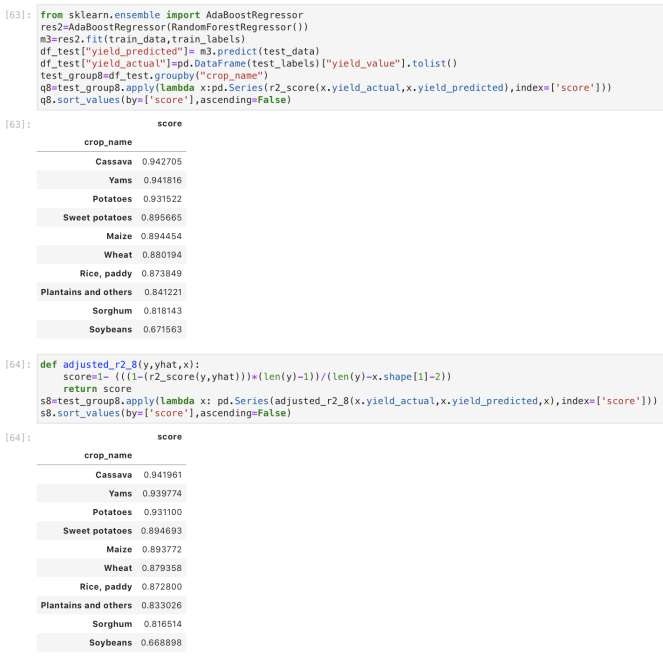 [63]: from sklearn.ensemble import AdaBoostRegressor
res2=AdaBoostRegressor(RandomForestRegressor())
m3=res2.fit(train_data,train_labels)
df_test["yield_predicted"]= m3.predict(test_data)
df_test["yield_actual"]=pd.DataFrame(test_labels)["yield_value"].tolist()
test_group8=df_test.groupby("crop_name")
q8=test_group8.apply(lambda x:pd.Series(r2_score(x.yield_actual,x.yield_predicted),index=['score']))
q8.sort_values(by=['score'],ascending=False)
[63]: score
crop_name
Cassava 0.942705
Yams 0.941816
Potatoes 0.931522
Sweet potatoes 0.895665
Maize 0.894454
Wheat 0.880194
Rice, paddy 0.873849
Plantains and others 0.841221
Sorghum 0.818143
Soybeans 0.671563
[64]: def adjusted_r2_8(y,yhat,x):
score=1- (((1-(r2_score(y,yhat)))*(len(y)-1))/(len(y)-x.shape[1]-2))
return score
s8=test_group8.apply(lambda x: pd.Series(adjusted_r2_8(x.yield_actual,x.yield_predicted,x),index=['score']))
s8.sort_values(by=['score'],ascending=False)
[64]: score
crop_name
Cassava 0.941961
Yams 0.939774
Potatoes 0.931100
Sweet potatoes 0.894693
Maize 0.893772
Wheat 0.879358
Rice, paddy 0.872800
Plantains and others 0.833026
Sorghum 0.816514
Soybeans 0.668898